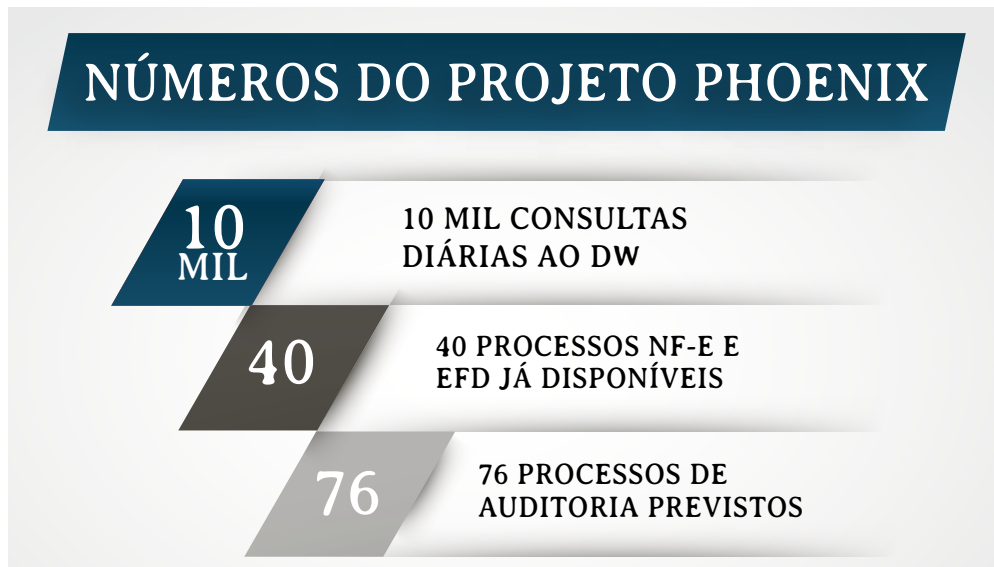 NÚMEROS DO PROJETO PHOENIX
10
MIL
10 MIL CONSULTAS
DIÁRIAS AO DW
40
40 PROCESSOS NF-E E
EFD JÁ DISPONÍVEIS
76
76 PROCESSOS DE
AUDITORIA PREVISTOS